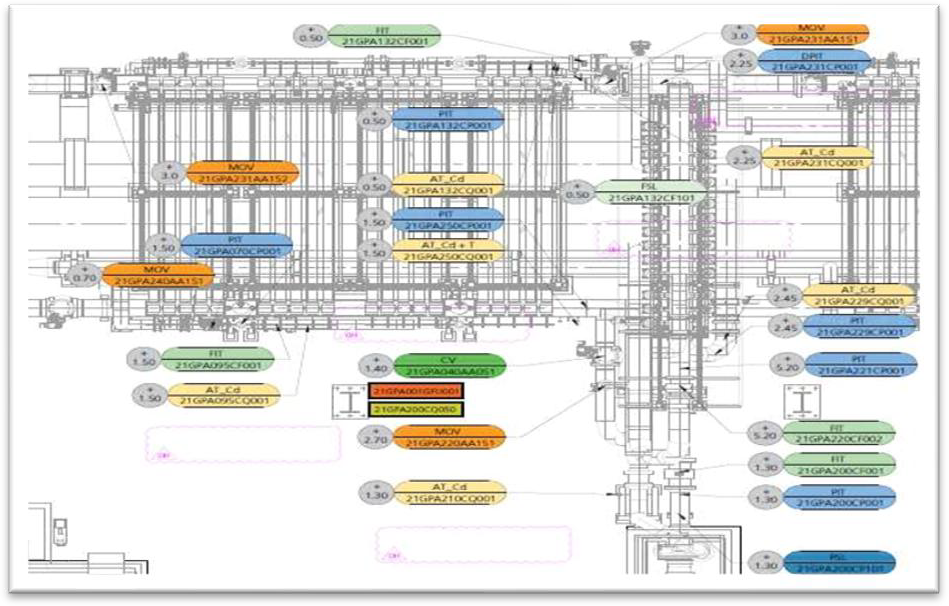 +
0.50
FIT
21GPA132CF001
+
3.0
MOV
21GPA231AA151
+
2.25
DPIT
21GPA231CP001
+
0.50
PIT
21GPA132CP001
+
2.25
AT_Cd
21GPA231CQ001
+
3.0
MOV
21GPA231AA152
+
0.50
AT_Cd
21GPA132CQ001
+
0.50
FSL
21GPA132CF101
+
1.50
PIT
21GPA250CP001
+
1.50
PIT
21GPA070CP001
+
1.50
AT_Cd + T
21GPA250CQ001
+
0.70
MOV
21GPA240AA151
+
2.45
AT_Cd
21GPA229CQ001
+
2.45
PIT
21GPA229CP001
+
1.50
FIT
21GPA095CF001
+
1.40
CV
21GPA040AA051
+
5.20
PIT
21GPA221CP001
+
1.50
AT_Cd
21GPA095CQ001
21GPA001GFU001
21GPA200CQ050
+
2.70
MOV
21GPA220AA151
+
5.20
FIT
21GPA220CF002
+
1.30
FIT
21GPA200CF001
+
1.30
AT_Cd
21GPA210CQ001
+
1.30
PIT
21GPA200CP001
+
1.30
PSL
21GPA200CP101